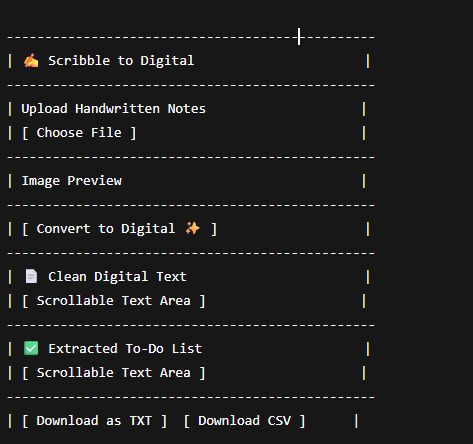 -------------------------------------------------
| ✍️ Scribble to Digital |
-------------------------------------------------
| Upload Handwritten Notes |
| [ Choose File ] |
-------------------------------------------------
| Image Preview |
-------------------------------------------------
| [ Convert to Digital ✨ ] |
-------------------------------------------------
| 📄 Clean Digital Text |
| [ Scrollable Text Area ] |
-------------------------------------------------
| ✅ Extracted To-Do List |
| [ Scrollable Text Area ] |
-------------------------------------------------
| [ Download as TXT ] [ Download CSV ] |